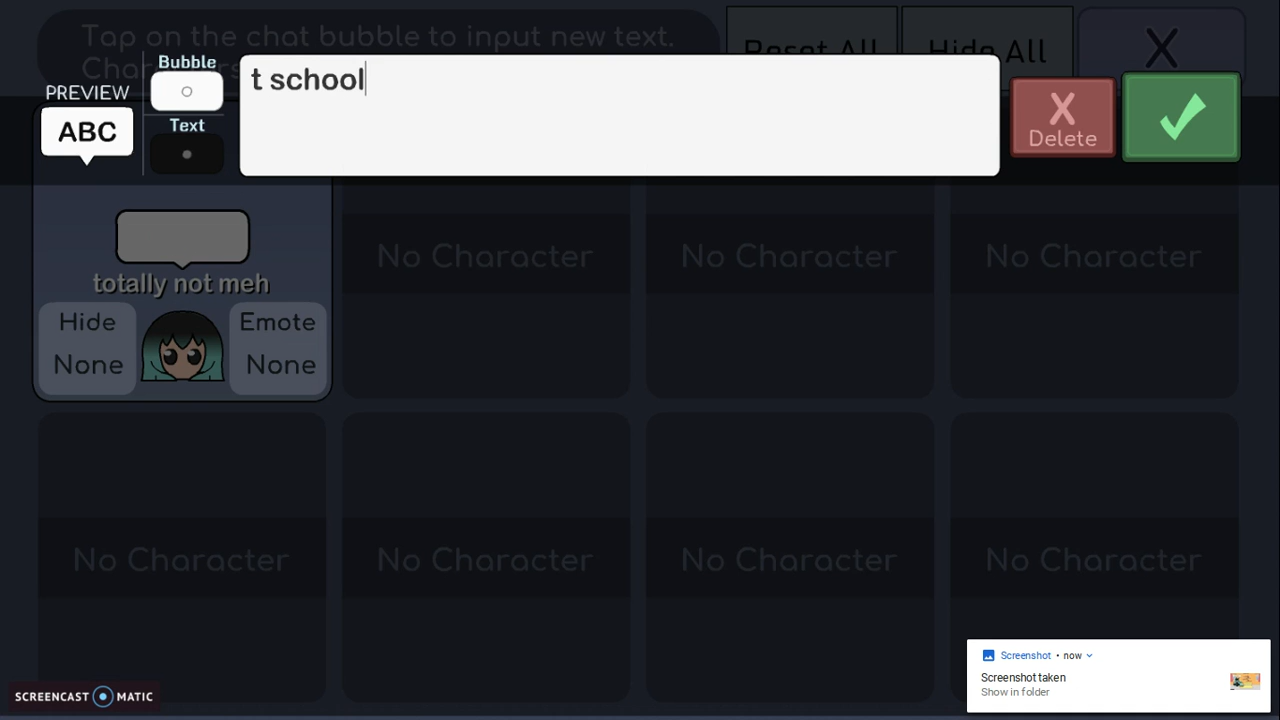 Tap on the chat bubble to input new text.
Reset All
Hide All
X
Bubble
PREVIEW
ABC
Text
t school
X
Delete
totally not meh
Hide
None
Emote
None
No Character
No Character
No Character
No Character
No Character
No Character
No Character
SCREENCAST MATIC
Screenshot • now
Screenshot taken
Show in folder